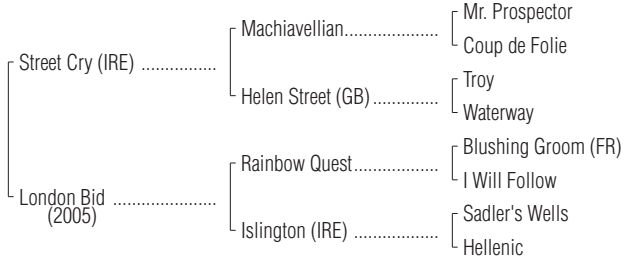 Mr. Prospector
Machiavellian....................
Coup de Folie
Street Cry (IRE) ................
Troy
Helen Street (GB)..............
Waterway
Blushing Groom (FR)
Rainbow Quest..................
I Will Follow
London Bid ......................
(2005)
Sadler's Wells
Islington (IRE) ..................
Hellenic